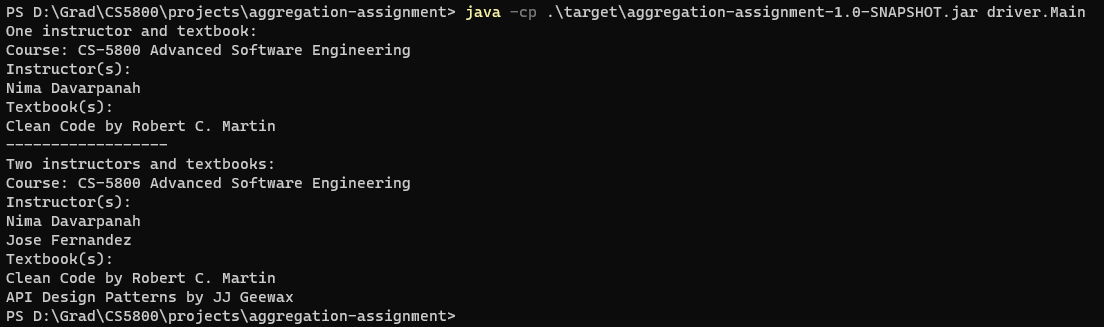 PS D:\Grad\CS5800\projects\aggregation-assignment> java -cp .\target\aggregation-assignment-1.0-SNAPSHOT.jar driver.Main
One instructor and textbook:
Course: CS-5800 Advanced Software Engineering
Instructor(s):
Nima Davarpanah
Textbook(s):
Clean Code by Robert C. Martin
------------------
Two instructors and textbooks:
Course: CS-5800 Advanced Software Engineering
Instructor(s):
Nima Davarpanah
Jose Fernandez
Textbook(s):
Clean Code by Robert C. Martin
API Design Patterns by JJ Geewax
PS D:\Grad\CS5800\projects\aggregation-assignment>